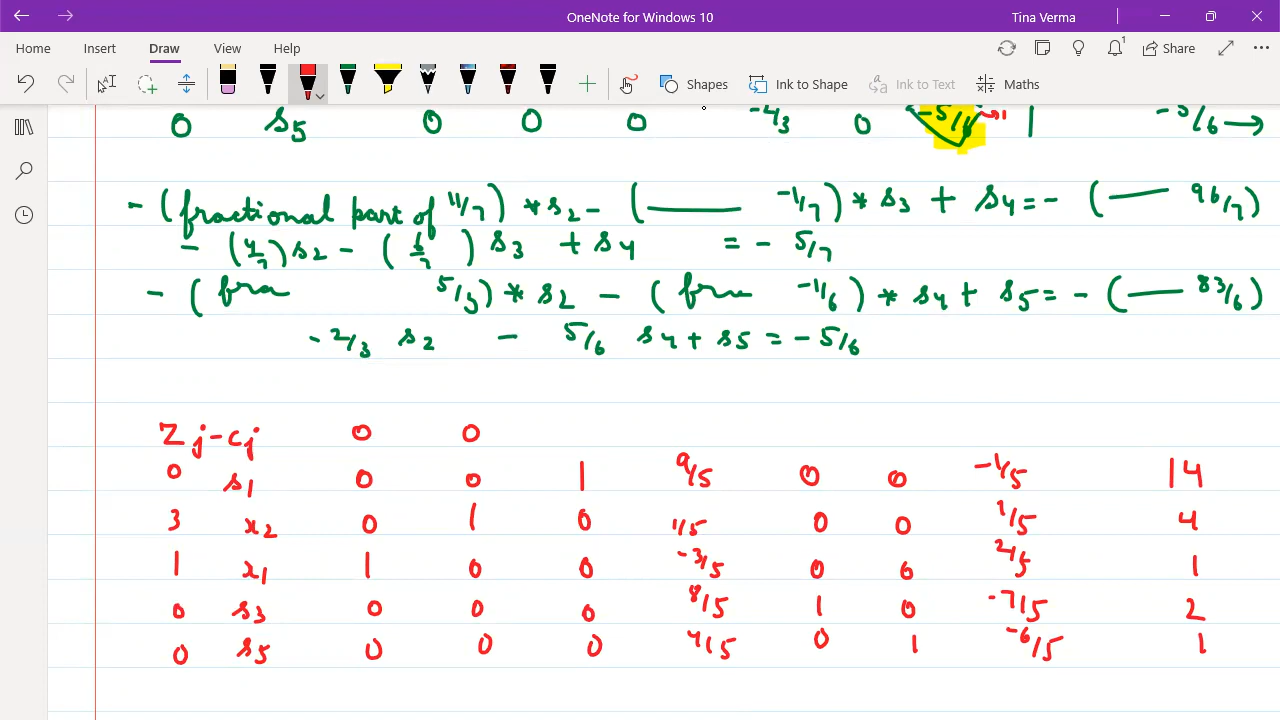 OneNote for Windows 10
Tina Verma
Home Insert Draw View Help
1
Share
Shapes Ink to Shape Ink to Text Maths
0 s5 0 0 0 -4/3 0 -5/6 →1 1 -5/6 →
- (fractional part of 11/7) * s2 - ( —— -1/7) * s3 + s4 = - ( —— 96/7)
- (4/7) s2 - (6/7) s3 + s4 = - 5/7
- (fra 5/3) * s2 - (fra -1/6) * s4 + s5 = - ( —— 83/6)
- 2/3 s2 - 5/6 s4 + s5 = - 5/6
Zj - cj 0 0
0 s1 0 0 1 9/5 0 0 -1/5 14
3 x2 0 1 0 1/5 0 0 1/5 4
1 x1 1 0 0 -3/5 0 0 2/5 1
0 s3 0 0 0 8/5 1 0 -7/5 2
0 s5 0 0 0 4/5 0 1 -6/5 1